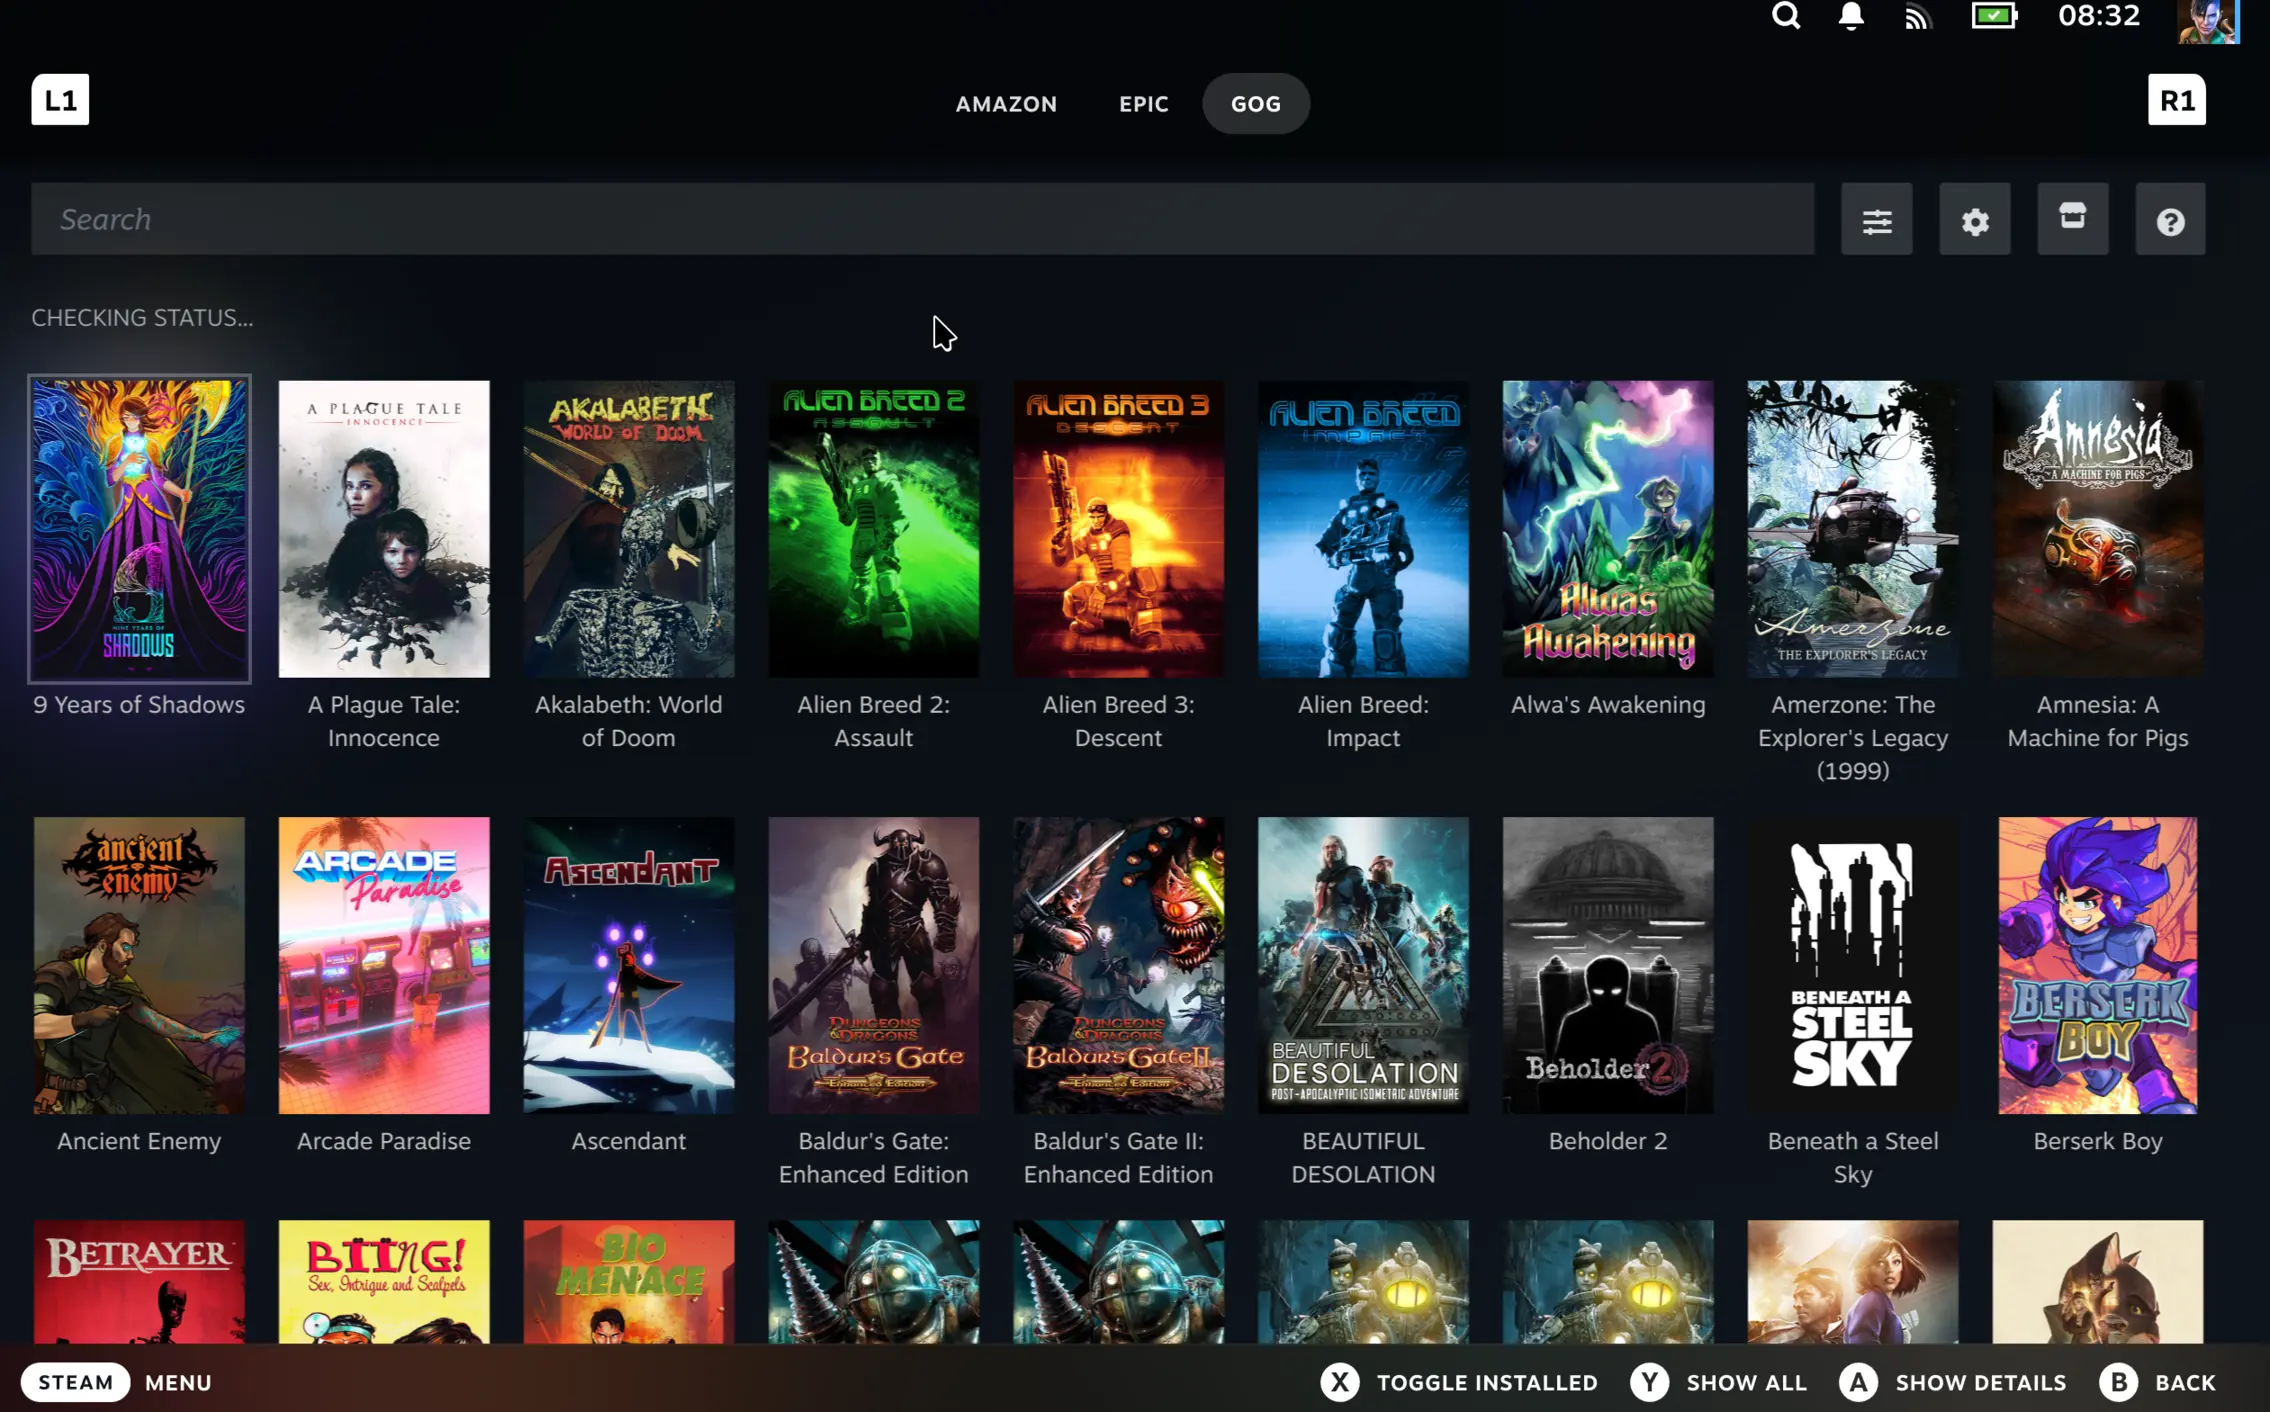 08:32
L1
AMAZON
EPIC
GOG
R1
Search
CHECKING STATUS...
NINE YEARS OF
SHADOWS
A PLAGUE TALE
INNOCENCE
AKALABETH
WORLD OF DOOM
ALIEN BREED 2
ASSAULT
ALIEN BREED 3
DESCENT
ALIEN BREED
IMPACT
Alwas
Awakening
Amerzone
THE EXPLORER'S LEGACY
Amnesia
A MACHINE FOR PIGS
9 Years of Shadows
A Plague Tale:
Innocence
Akalabeth: World
of Doom
Alien Breed 2:
Assault
Alien Breed 3:
Descent
Alien Breed:
Impact
Alwa's Awakening
Amerzone: The
Explorer's Legacy
(1999)
Amnesia: A
Machine for Pigs
ancient
enemy
ARCADE
Paradise
ASCENDANT
DUNGEONS
& DRAGONS
BALDUR'S GATE
Enhanced Edition
DUNGEONS
& DRAGONS
BALDUR'S GATE II
Enhanced Edition
BEAUTIFUL
DESOLATION
POST-APOCALYPTIC ISOMETRIC ADVENTURE
Beholder 2
BENEATH A
STEEL
SKY
BERSERK
BOY
Ancient Enemy
Arcade Paradise
Ascendant
Baldur's Gate:
Enhanced Edition
Baldur's Gate II:
Enhanced Edition
BEAUTIFUL
DESOLATION
Beholder 2
Beneath a Steel
Sky
Berserk Boy
BETRAYER
BIING!
Sex, Intrigue and Scalpels
BIO
MENACE
STEAM
MENU
X
TOGGLE INSTALLED
Y
SHOW ALL
A
SHOW DETAILS
B
BACK